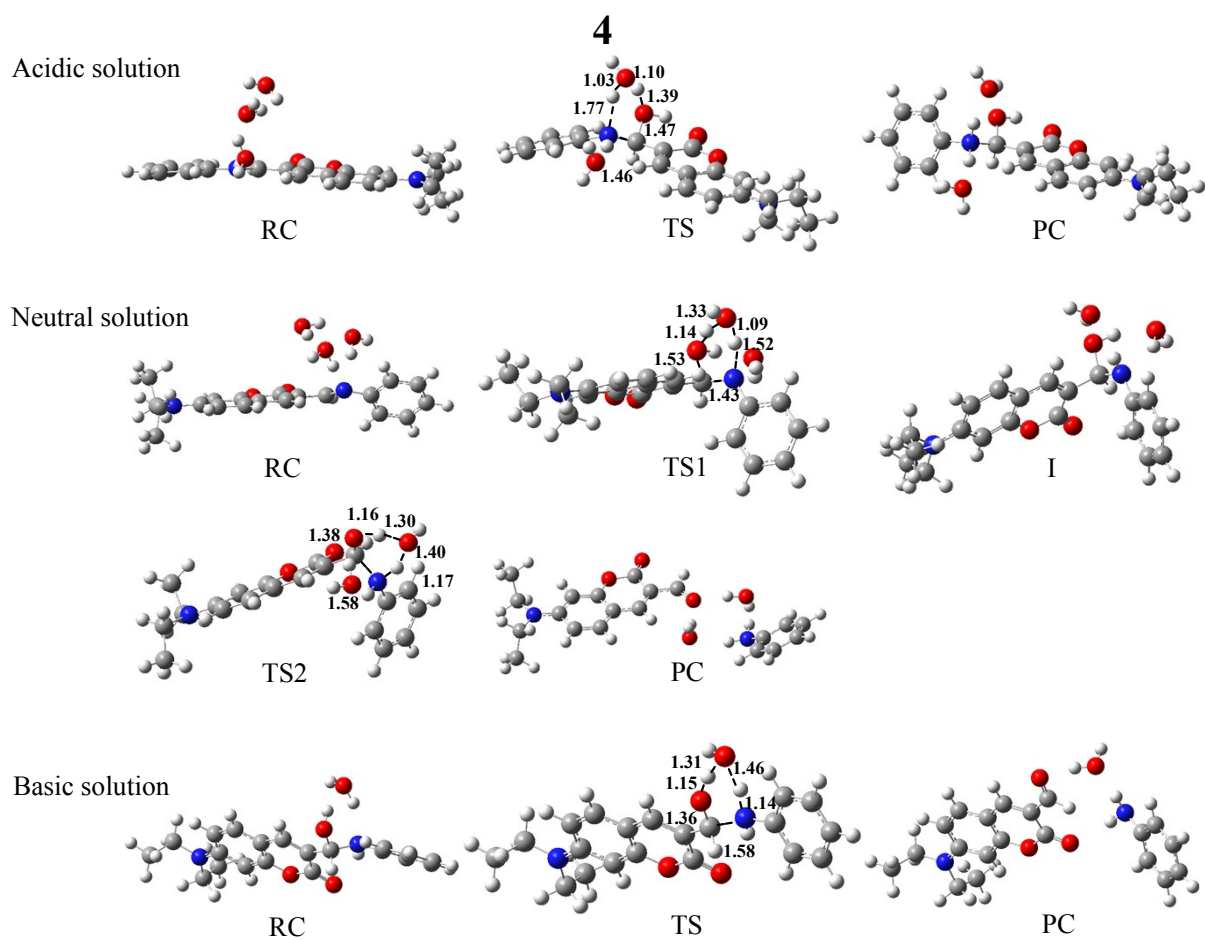 4
Acidic solution
1.03
1.10
1.77
1.39
1.47
1.46
RC
TS
PC
Neutral solution
1.33
1.14
1.09
1.52
1.53
1.43
RC
TS1
I
1.16
1.30
1.38
1.40
1.17
1.58
TS2
PC
Basic solution
1.31
1.46
1.15
1.14
1.36
1.58
RC
TS
PC